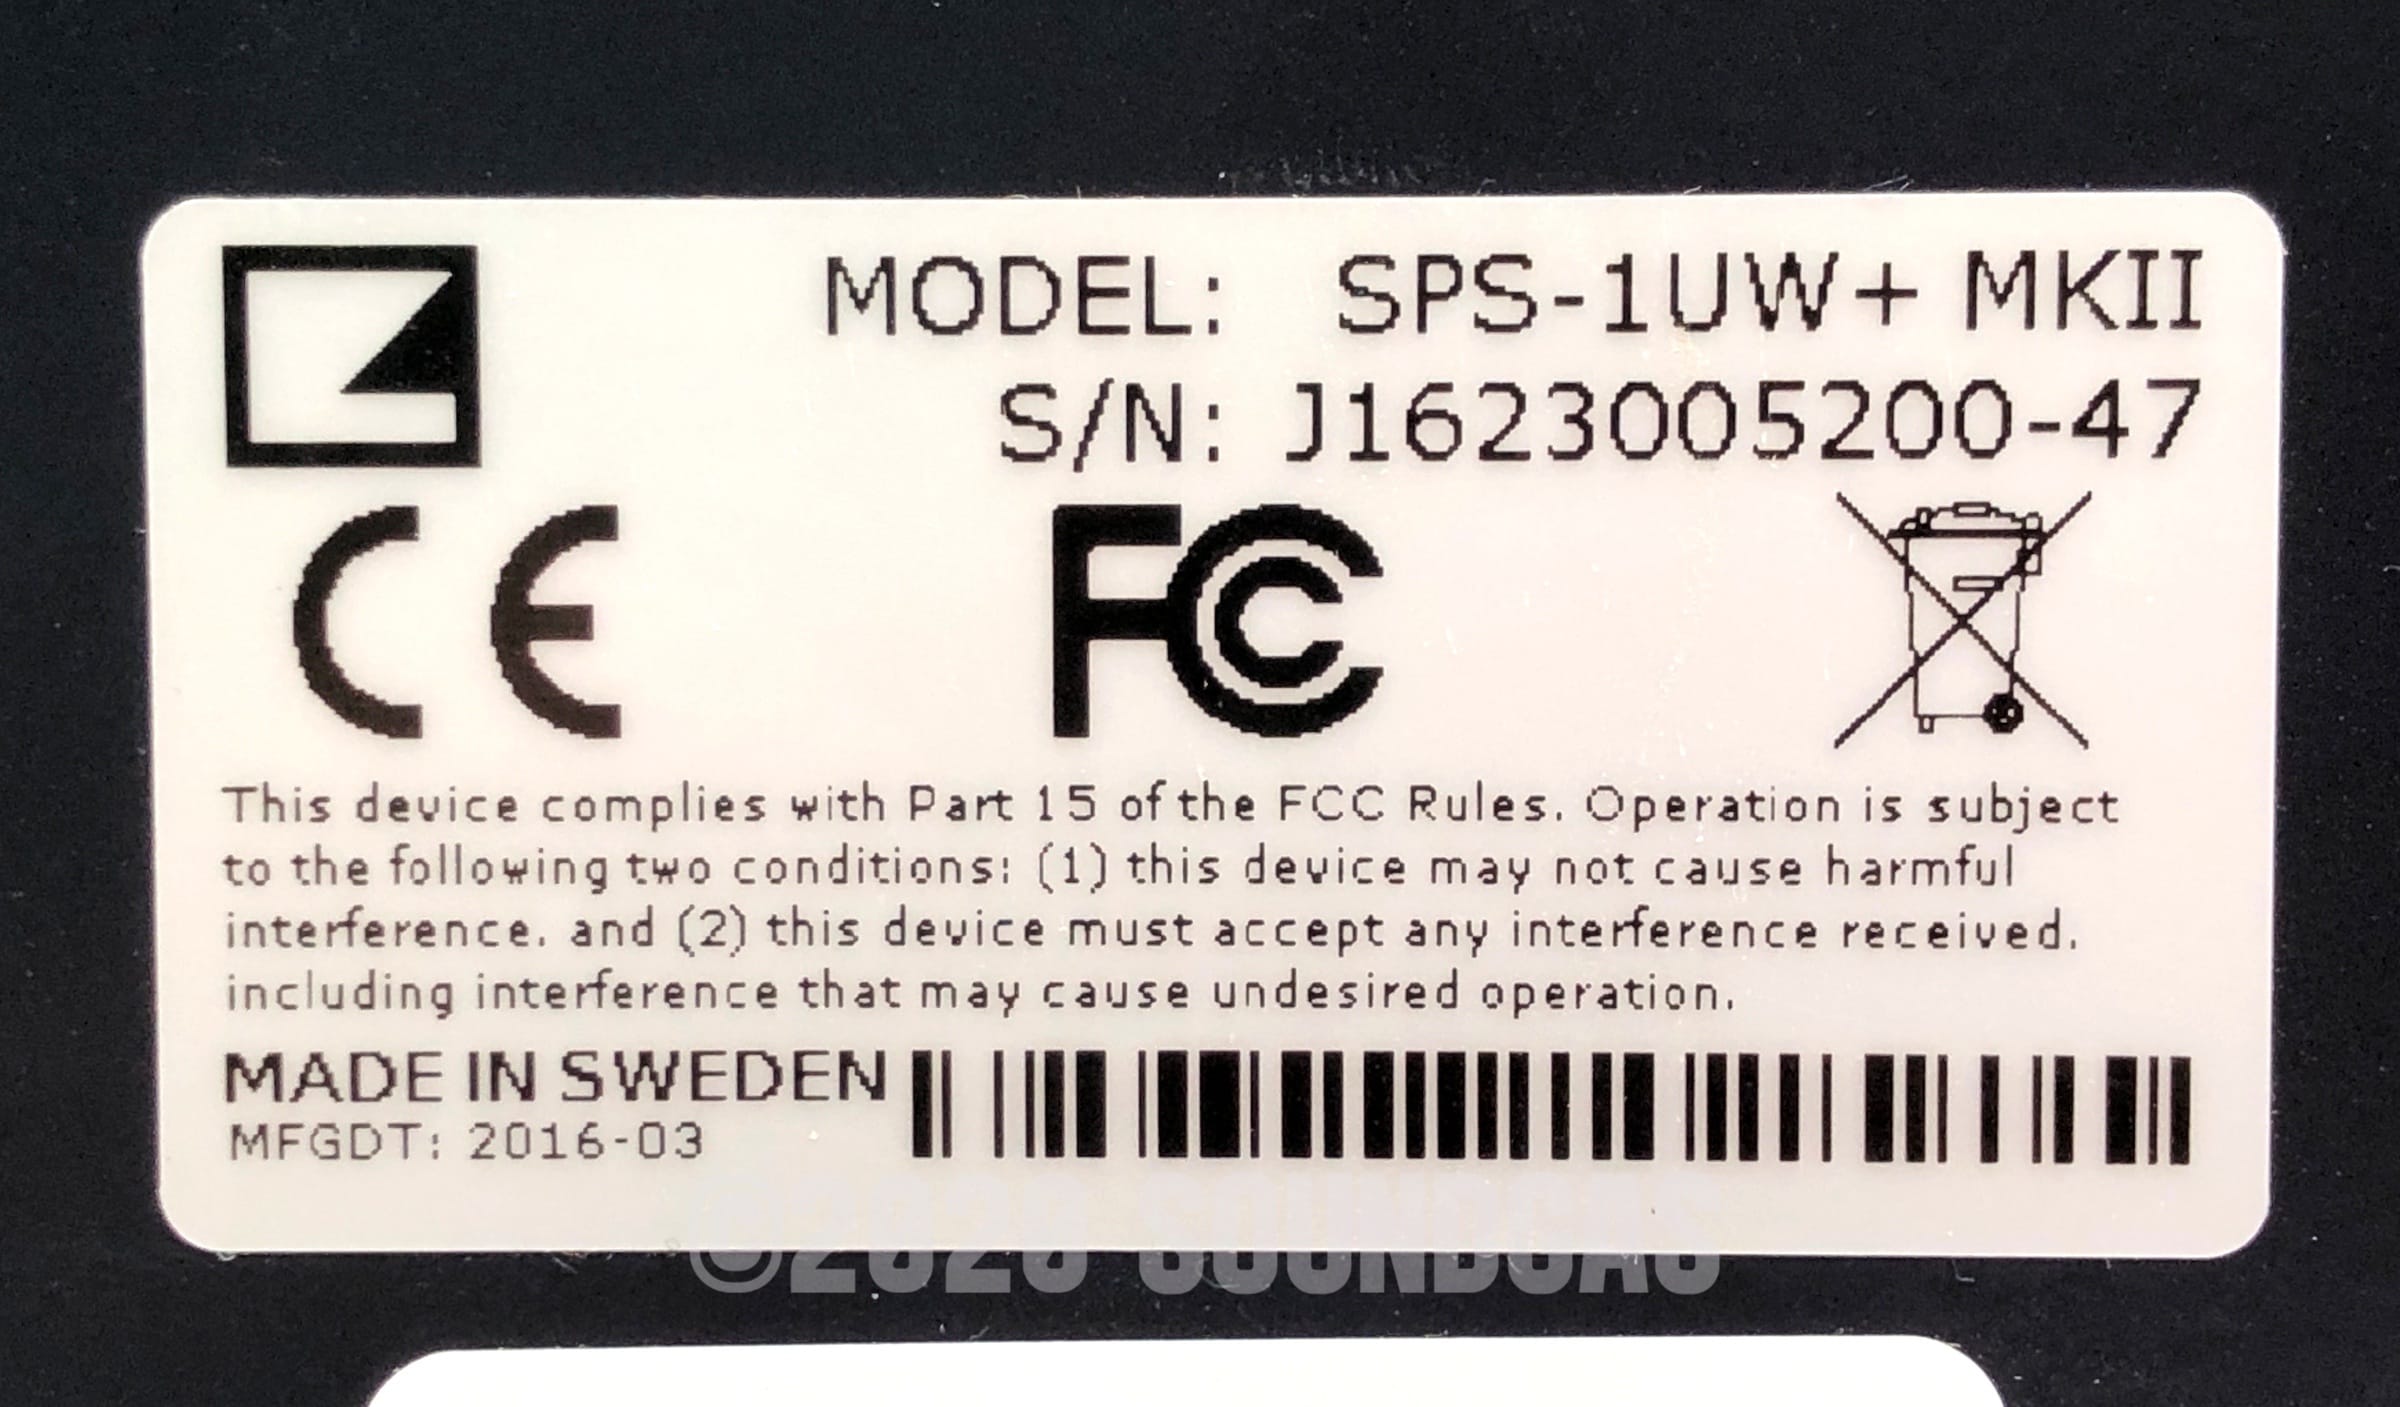 MODEL: SPS-1UW+ MKII
S/N: J1623005200-47
CE FC
This device complies with Part 15 of the FCC Rules. Operation is subject
to the following two conditions: (1) this device may not cause harmful
interference, and (2) this device must accept any interference received,
including interference that may cause undesired operation.
MADE IN SWEDEN
MFGDT: 2016-03
©2020 SOUNDGAS